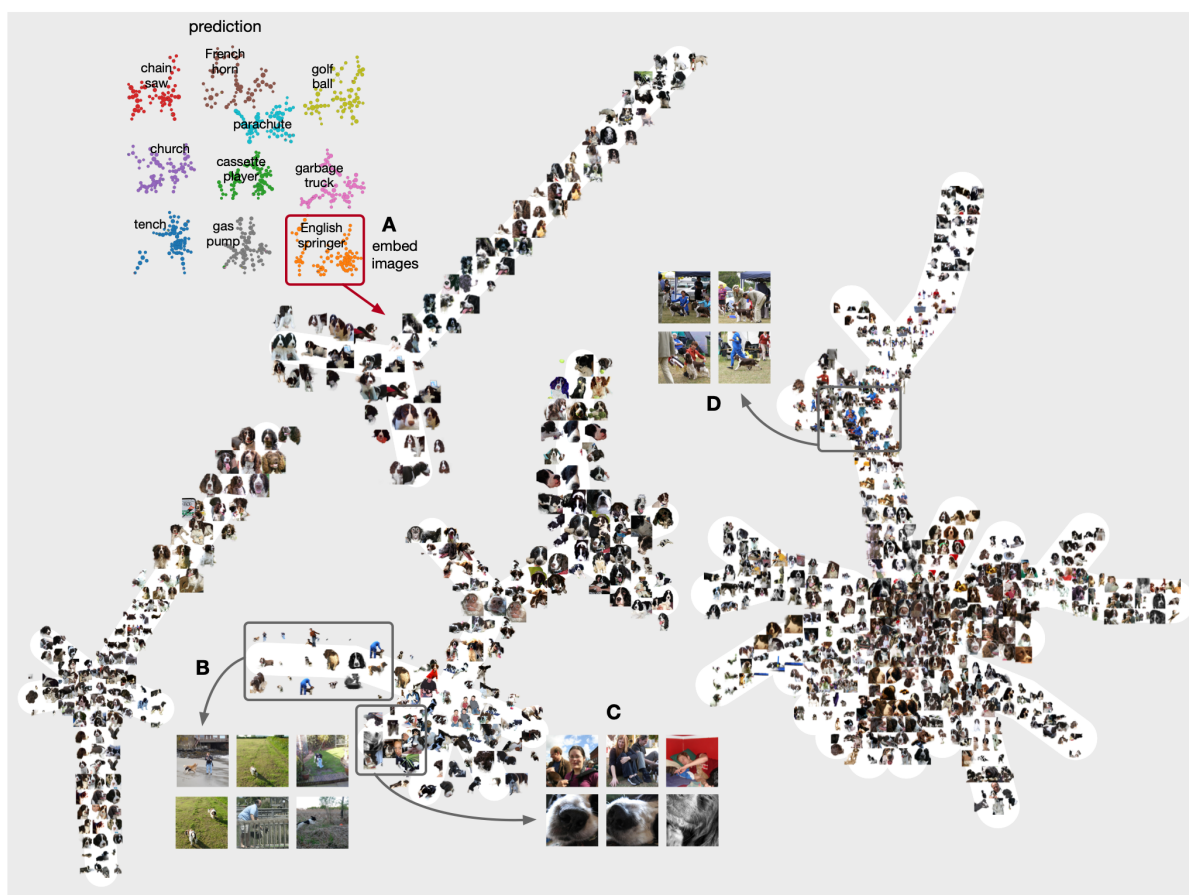 prediction
chain
saw
French
horn
golf
ball
parachute
church
cassette
player
garbage
truck
tench
gas
pump
English
springer
A
embed
images
D
B
C